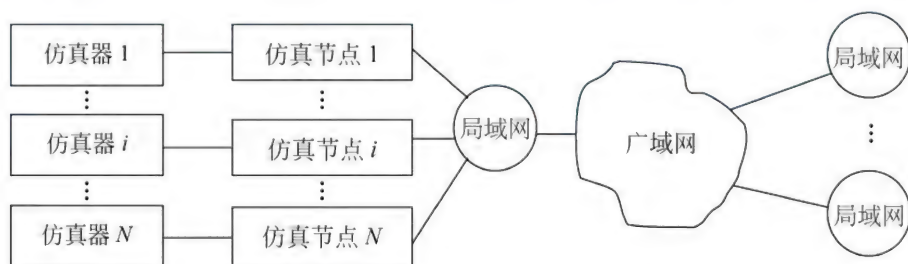 仿真器 1
仿真节点 1
局域网
⋮
⋮
仿真器 i
仿真节点 i
局域网
广域网
⋮
⋮
⋮
仿真器 N
仿真节点 N
局域网